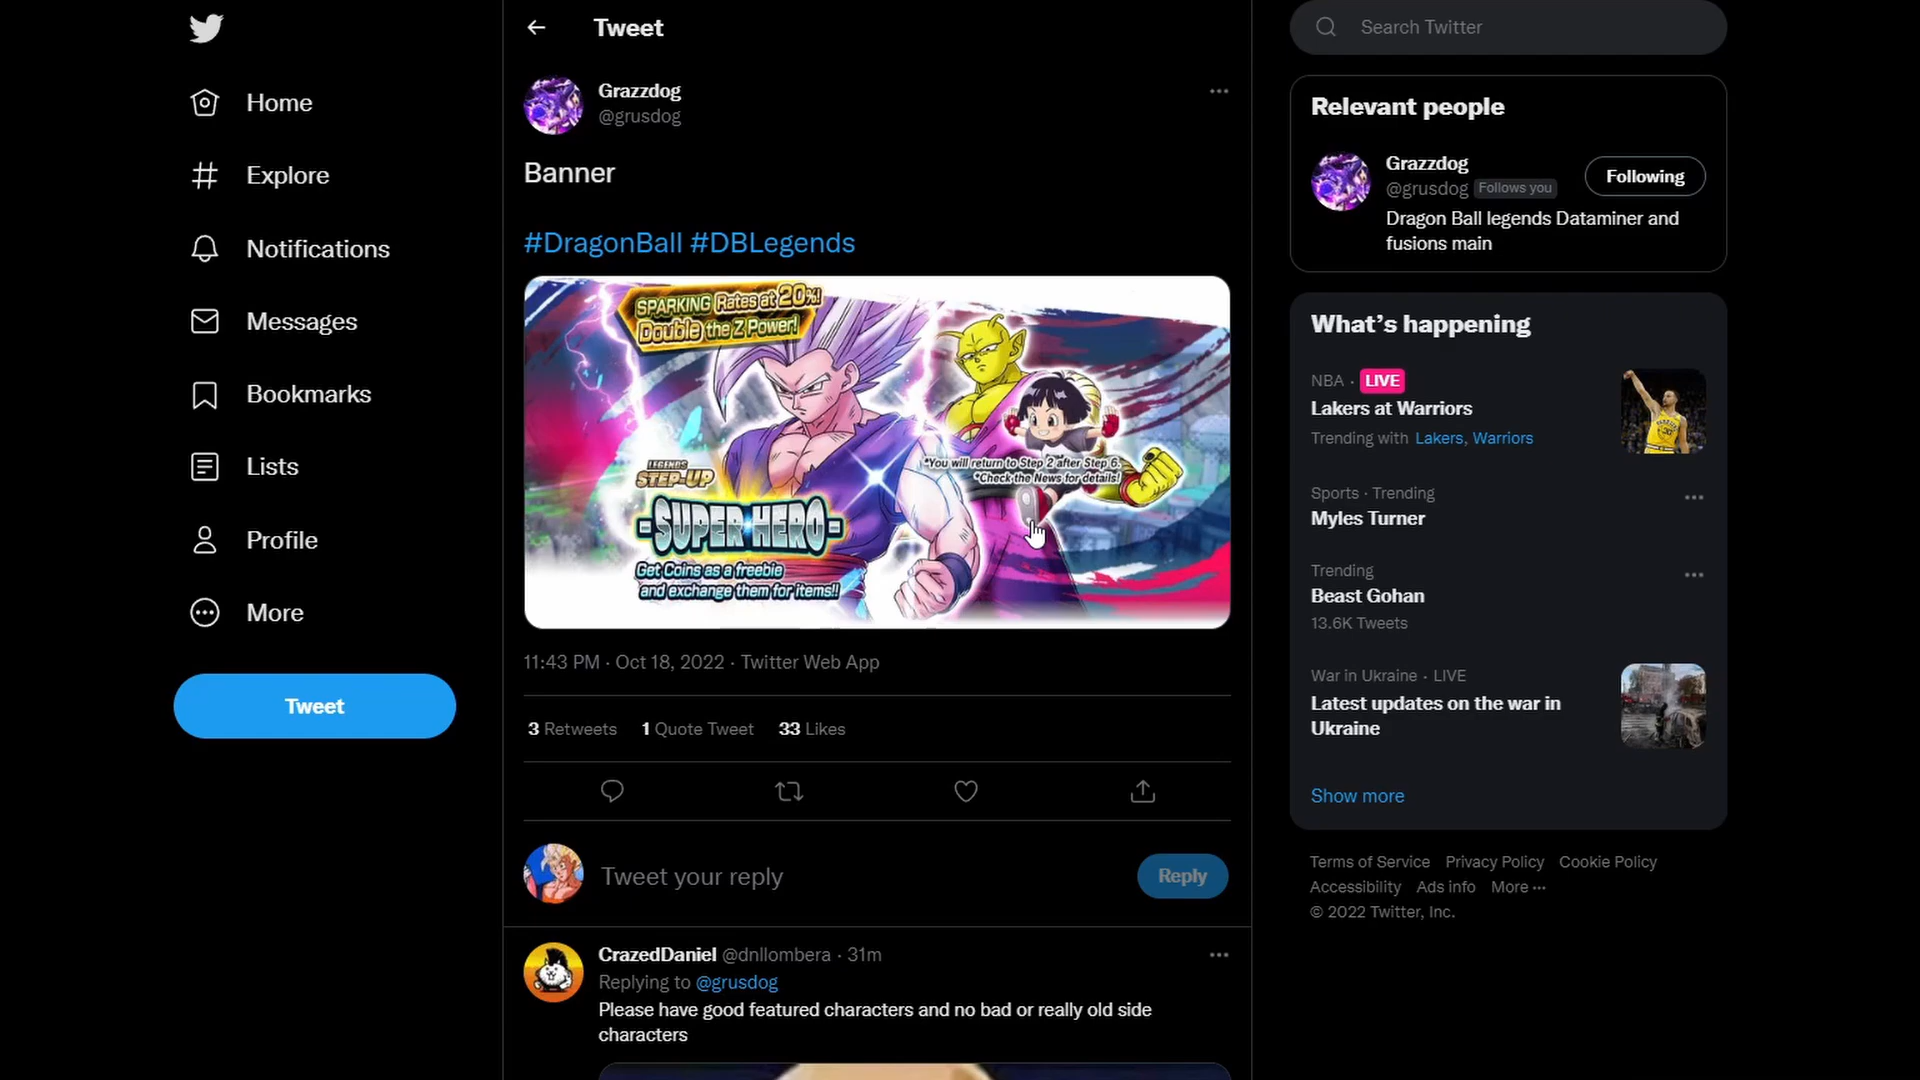 Home
Explore
Notifications
Messages
Bookmarks
Lists
Profile
More
Tweet
Tweet
Grazzdog
@grusdog
Banner
#DragonBall #DBLegends
SPARKING Rates at 20%!
Double the Z Power!
*You will return to Step 2 after Step 6.
*Check the News for details!
LEGENDS
STEP-UP
-SUPER HERO-
Get Coins as a freebie
and exchange them for items!!
11:43 PM · Oct 18, 2022 · Twitter Web App
3 Retweets 1 Quote Tweet 33 Likes
Tweet your reply
Reply
CrazedDaniel @dnllombera · 31m
Replying to @grusdog
Please have good featured characters and no bad or really old side
characters
Search Twitter
Relevant people
Grazzdog
@grusdog Follows you
Following
Dragon Ball legends Dataminer and
fusions main
What's happening
NBA · LIVE
Lakers at Warriors
Trending with Lakers, Warriors
Sports · Trending
Myles Turner
Trending
Beast Gohan
13.6K Tweets
War in Ukraine · LIVE
Latest updates on the war in
Ukraine
Show more
Terms of Service Privacy Policy Cookie Policy
Accessibility Ads info More ···
© 2022 Twitter, Inc.